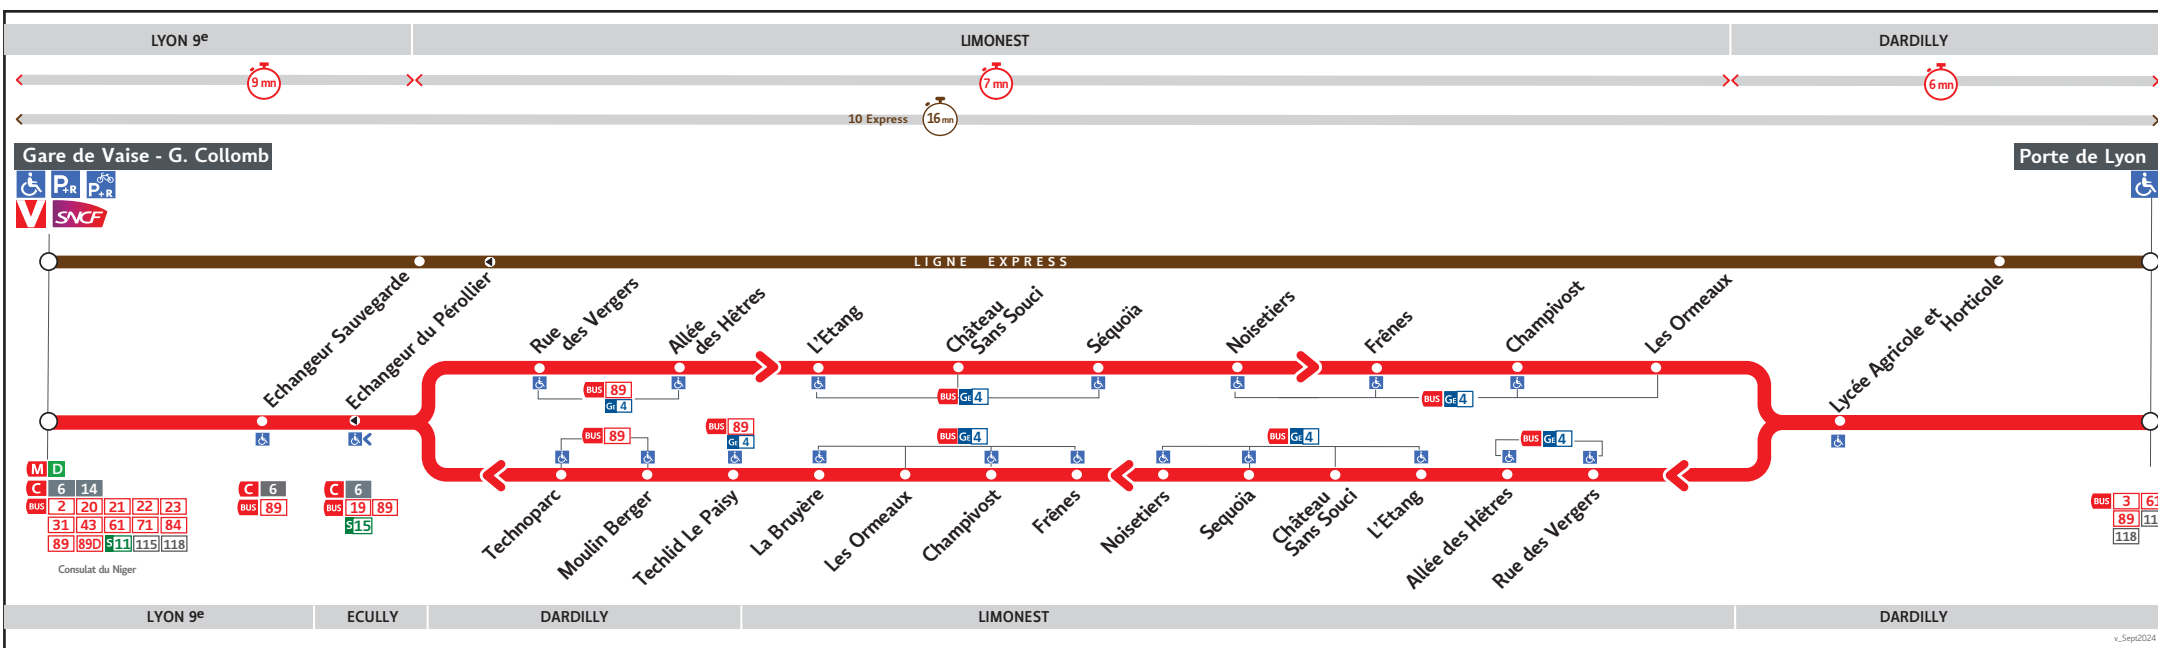 LYON 9e
LIMONEST
DARDILLY
9 mn
7 mn
6 mn
10 Express
16 mn
Gare de Vaise - G. Collomb
Porte de Lyon
P+R
P+R
V
SNCF
LIGNE EXPRESS
Echangeur Sauvegarde
Echangeur du Pérollier
Rue
des Vergers
Allée
des Hêtres
L'Etang
Château
Sans Souci
Séquoïa
Noisetiers
Frênes
Champivost
Les Ormeaux
Lycée Agricole et
Horticole
BUS 89
GE 4
BUS GE 4
BUS GE 4
BUS 89
BUS 89
GE 4
BUS GE 4
BUS GE 4
BUS GE 4
Technoparc
Moulin Berger
Techlid Le Paisy
La Bruyère
Les Ormeaux
Champivost
Frênes
Noisetiers
Sequoïa
Château
Sans Souci
L'Etang
Allée des Hêtres
Rue des Vergers
M D
C 6 14
BUS 2 20 21 22 23
31 43 61 71 84
89 89D S11 115 118
Consulat du Niger
C 6
BUS 89
C 6
BUS 19 89
S15
BUS 3 61
89
118
LYON 9e
ECULLY
DARDILLY
LIMONEST
DARDILLY
v_Sept2024